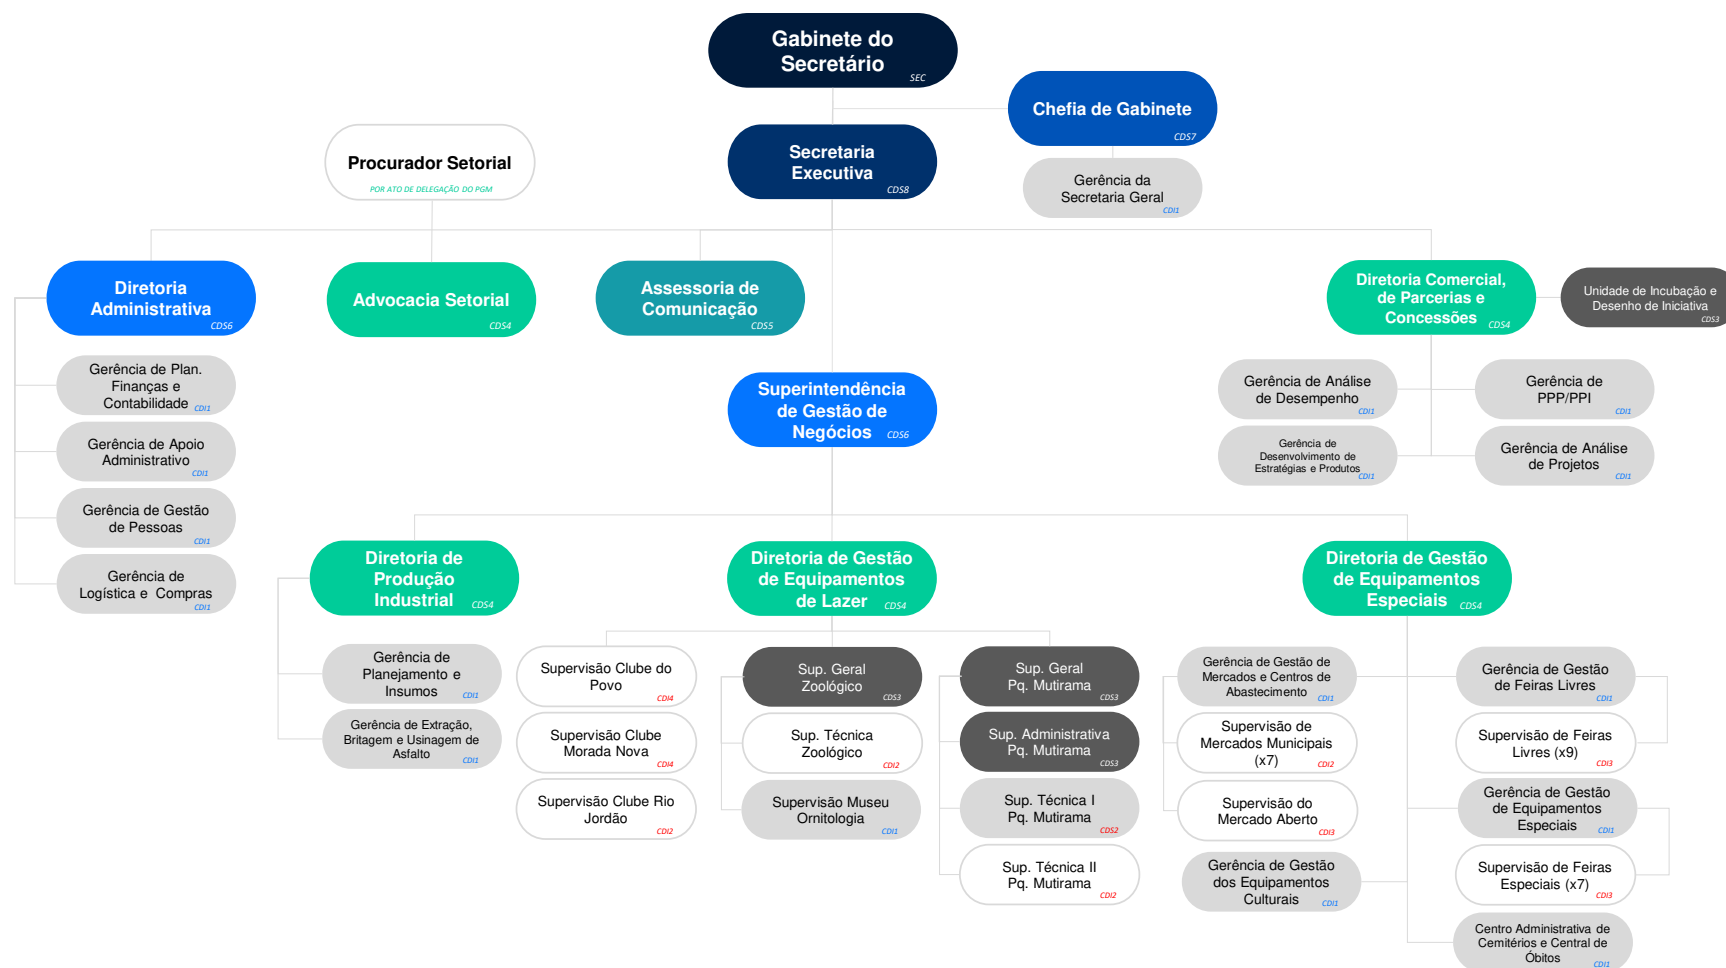 Gabinete do
Secretário
SEC
Chefia de Gabinete
CDS7
Procurador Setorial
POR ATO DE DELEGAÇÃO DO PGM
Secretaria
Executiva
CDS8
Gerência da
Secretaria Geral
CDI1
Diretoria
Administrativa
CDS6
Advocacia Setorial
CDS4
Assessoria de
Comunicação
CDS5
Diretoria Comercial,
de Parcerias e
Concessões CDS4
Unidade de Incubação e
Desenho de Iniciativa
CDS3
Gerência de Plan.
Finanças e
Contabilidade CDI1
Gerência de Apoio
Administrativo
CDI1
Gerência de Gestão
de Pessoas
CDI1
Gerência de
Logística e Compras
CDI1
Superintendência
de Gestão de
Negócios CDS6
Gerência de Análise
de Desempenho
CDI1
Gerência de
PPP/PPI
CDI1
Gerência de
Desenvolvimento de
Estratégias e Produtos
CDI1
Gerência de Análise
de Projetos
CDI1
Diretoria de
Produção
Industrial CDS4
Diretoria de Gestão
de Equipamentos
de Lazer CDS4
Diretoria de Gestão
de Equipamentos
Especiais CDS4
Gerência de
Planejamento e
Insumos CDI1
Gerência de Extração,
Britagem e Usinagem de
Asfalto CDI1
Supervisão Clube do
Povo
CDI4
Supervisão Clube
Morada Nova
CDI4
Supervisão Clube Rio
Jordão
CDI2
Sup. Geral
Zoológico
CDS3
Sup. Técnica
Zoológico
CDI2
Supervisão Museu
Ornitologia
CDI1
Sup. Geral
Pq. Mutirama
CDS3
Sup. Administrativa
Pq. Mutirama
CDS3
Sup. Técnica I
Pq. Mutirama
CDS2
Sup. Técnica II
Pq. Mutirama
CDI2
Gerência de Gestão de
Mercados e Centros de
Abastecimento CDI1
Supervisão de
Mercados Municipais
(x7)
CDI2
Supervisão do
Mercado Aberto
CDI3
Gerência de Gestão
dos Equipamentos
Culturais CDI1
Gerência de Gestão
de Feiras Livres
CDI1
Supervisão de Feiras
Livres (x9)
CDI3
Gerência de Gestão
de Equipamentos
Especiais CDI1
Supervisão de Feiras
Especiais (x7)
CDI3
Centro Administrativa de
Cemitérios e Central de
Óbitos
CDI1